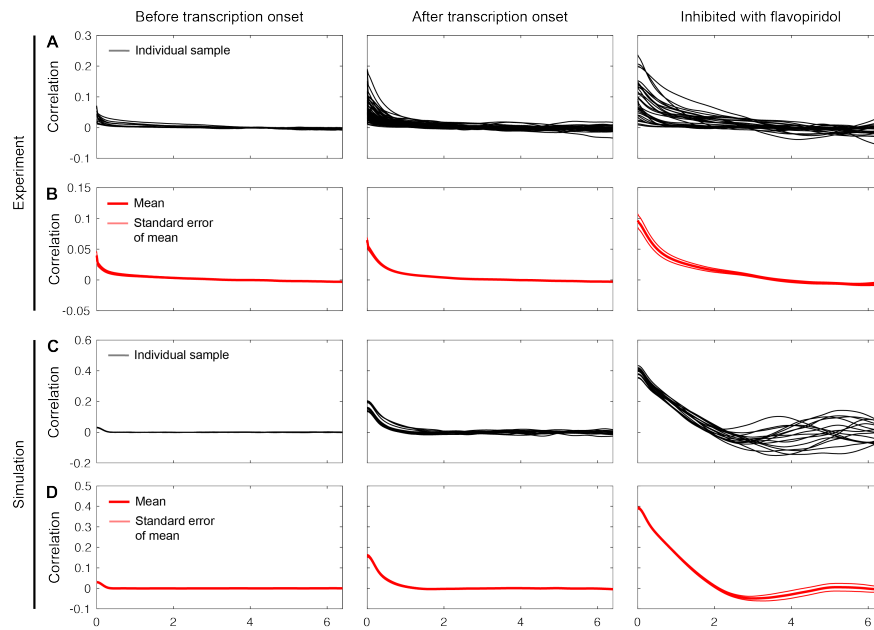 Before transcription onset
After transcription onset
Inhibited with flavopiridol
Experiment
A
Correlation
0.3
0.2
0.1
0
-0.1
Individual sample
B
Correlation
0.15
0.1
0.05
0
-0.05
Mean
Standard error
of mean
Simulation
C
Correlation
0.6
0.4
0.2
0
-0.2
Individual sample
D
Correlation
0.5
0.4
0.3
0.2
0.1
0
-0.1
Mean
Standard error
of mean
0 2 4 6
0 2 4 6
0 2 4 6